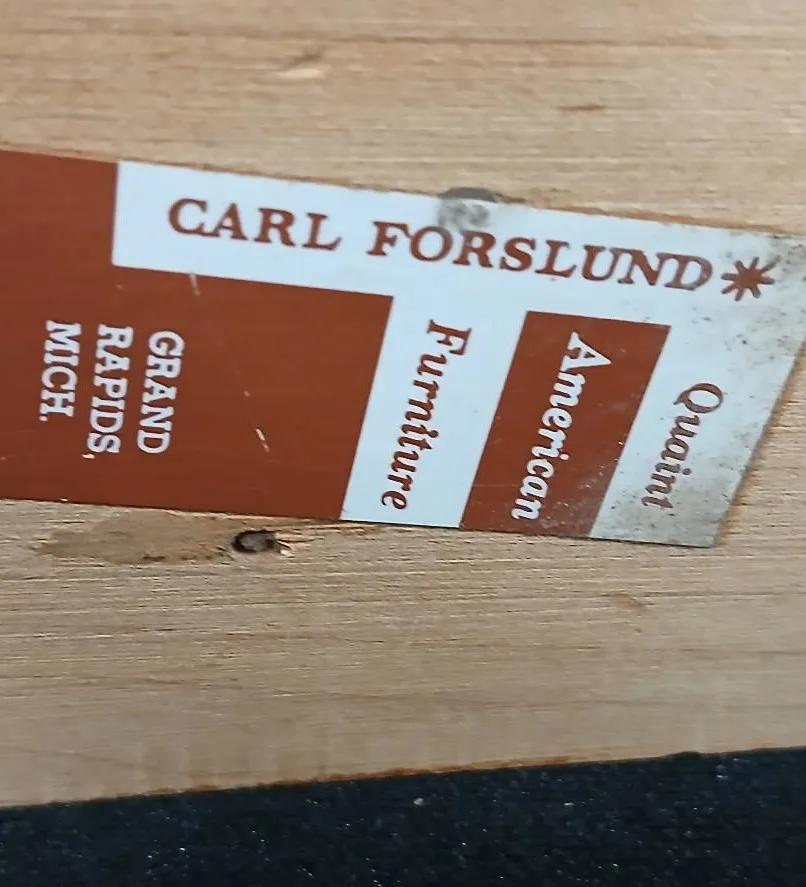 CARL FORSLUND*
Quaint
American
Furniture
GRAND
RAPIDS,
MICH.